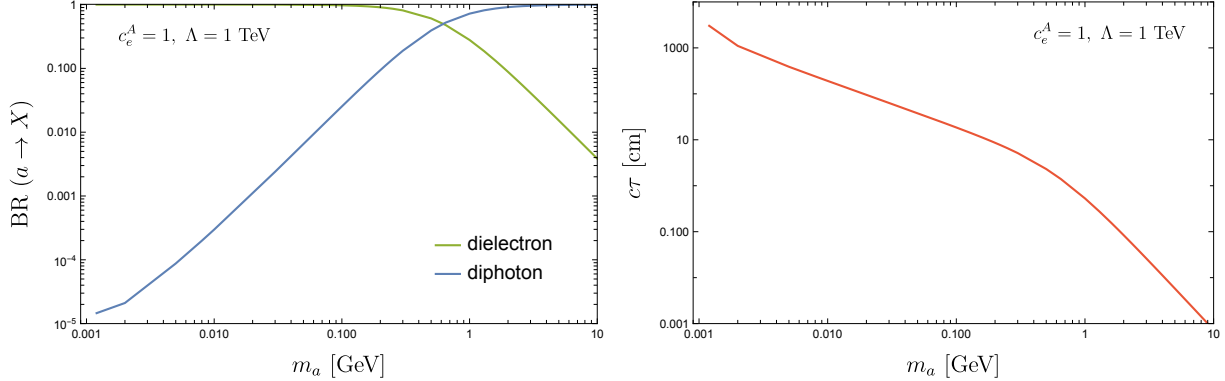 1
0.100
0.010
0.001
10⁻⁴
10⁻⁵
BR (a → X)
c_e^A = 1, Λ = 1 TeV
dielectron
diphoton
0.001 0.010 0.100 1 10
m_a [GeV]
1000
10
0.100
0.001
cτ [cm]
c_e^A = 1, Λ = 1 TeV
0.001 0.010 0.100 1 10
m_a [GeV]